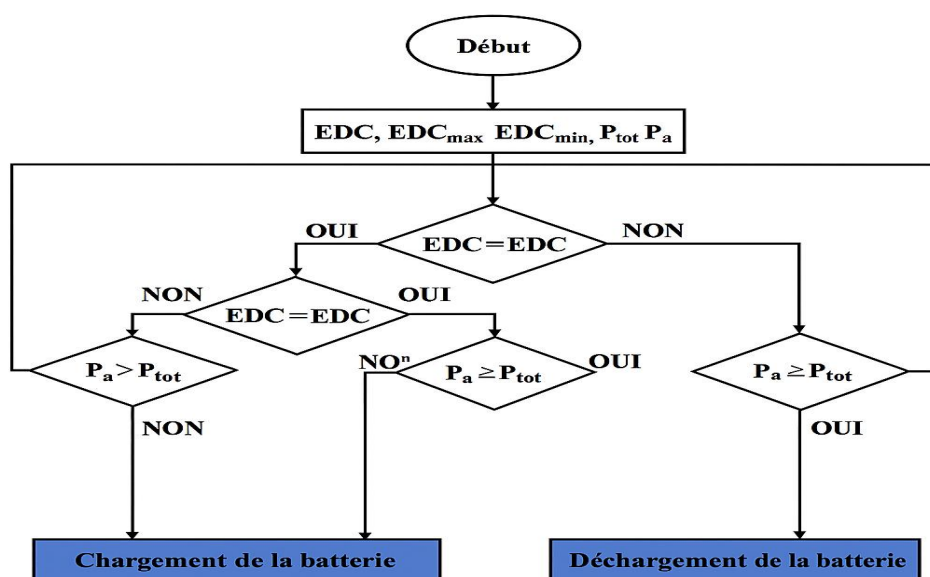 Début
EDC, EDCmax EDCmin, Ptot Pa
OUI
EDC=EDC
NON
NON
EDC=EDC
OUI
Pa > Ptot
NOⁿ
Pa ≥ Ptot
OUI
Pa ≥ Ptot
NON
OUI
Chargement de la batterie
Déchargement de la batterie